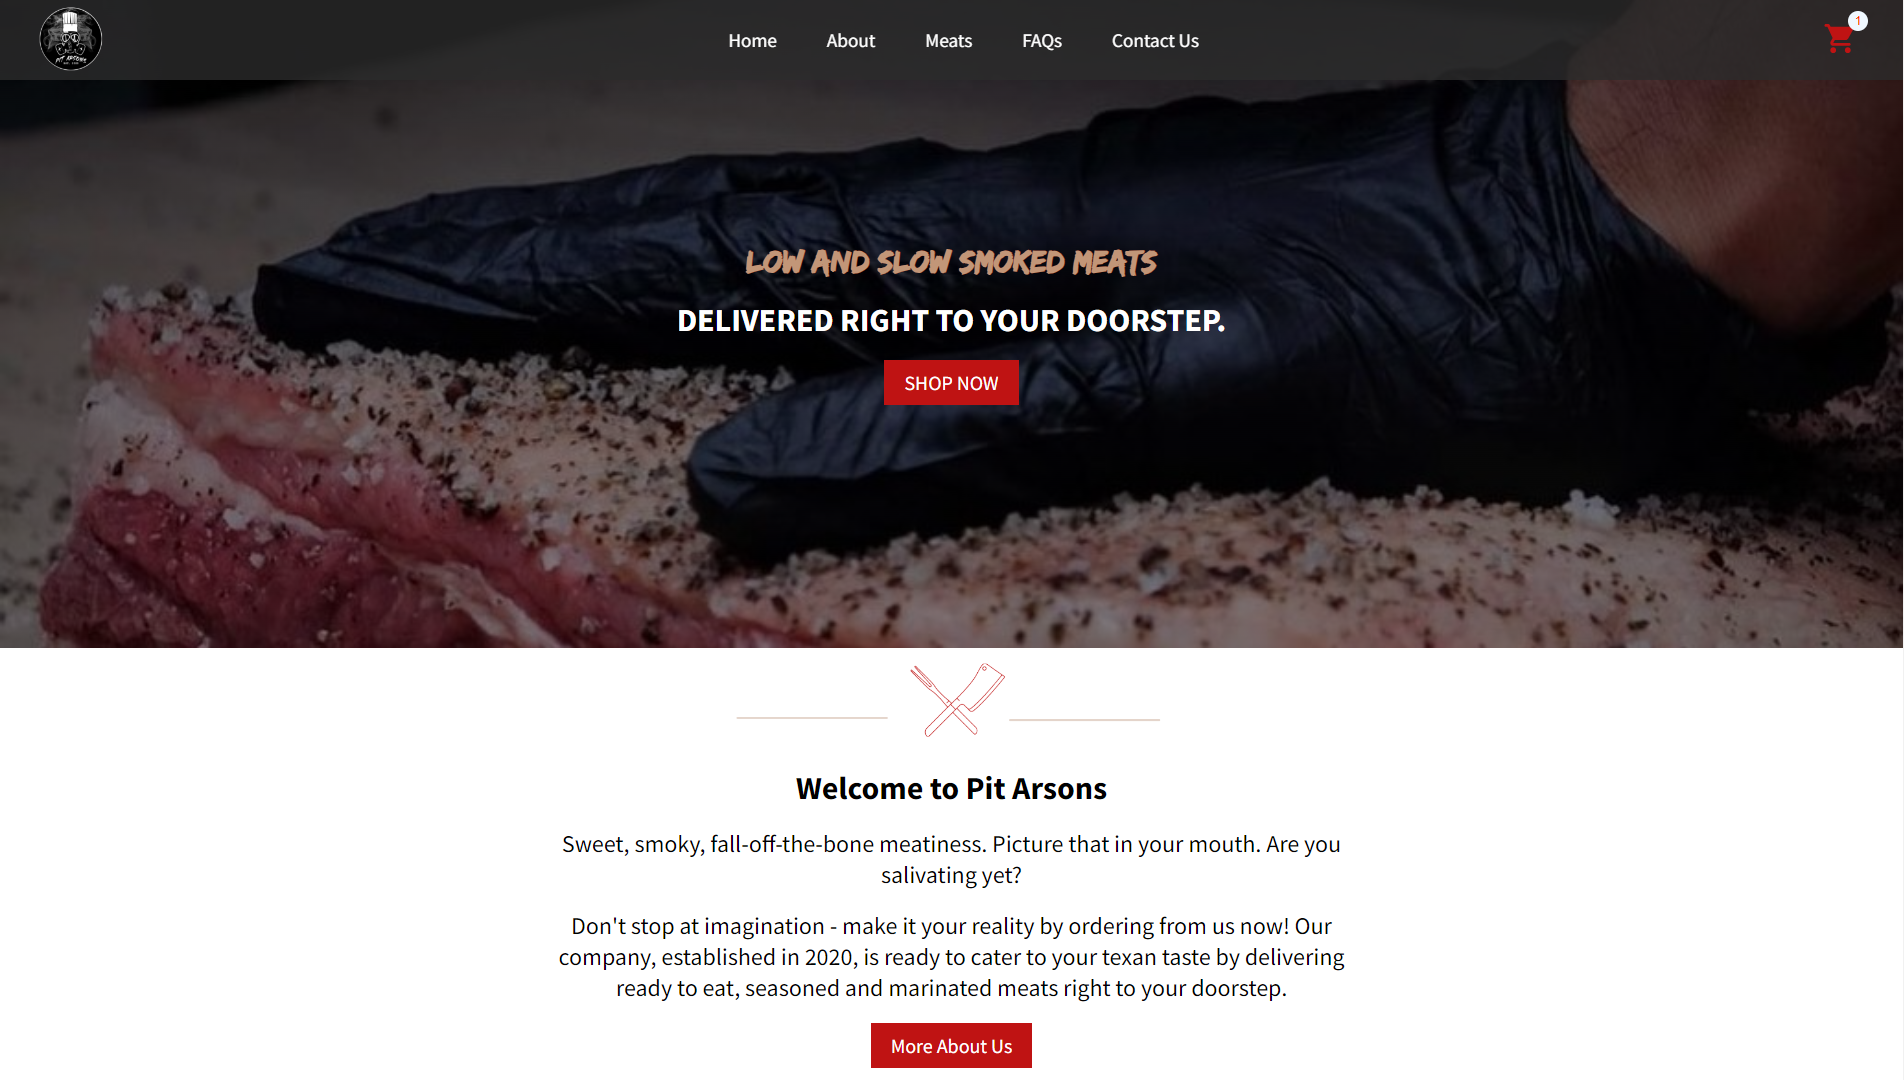 PIT ARSONS
Home
About
Meats
FAQs
Contact Us
1
LOW AND SLOW SMOKED MEATS
DELIVERED RIGHT TO YOUR DOORSTEP.
SHOP NOW
Welcome to Pit Arsons
Sweet, smoky, fall-off-the-bone meatiness. Picture that in your mouth. Are you
salivating yet?
Don't stop at imagination - make it your reality by ordering from us now! Our
company, established in 2020, is ready to cater to your texan taste by delivering
ready to eat, seasoned and marinated meats right to your doorstep.
More About Us